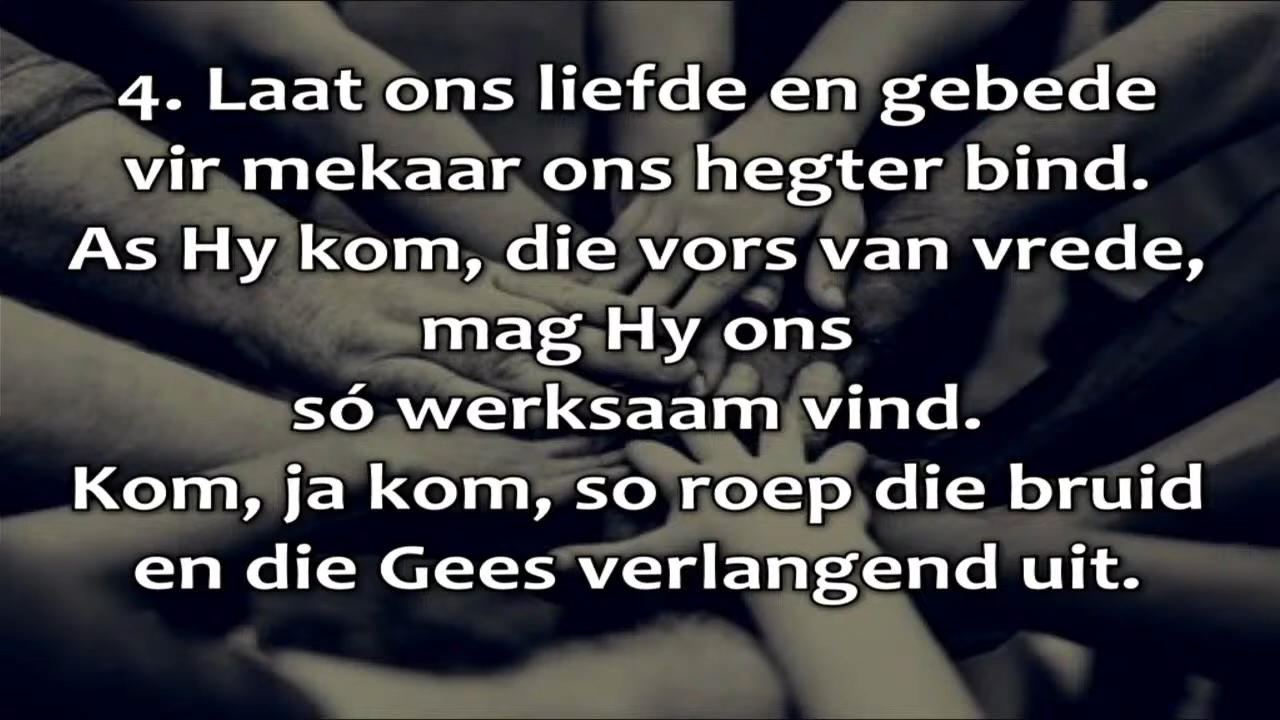 4. Laat ons liefde en gebede
vir mekaar ons hegter bind.
As Hy kom, die vors van vrede,
mag Hy ons
só werksaam vind.
Kom, ja kom, so roep die bruid
en die Gees verlangend uit.